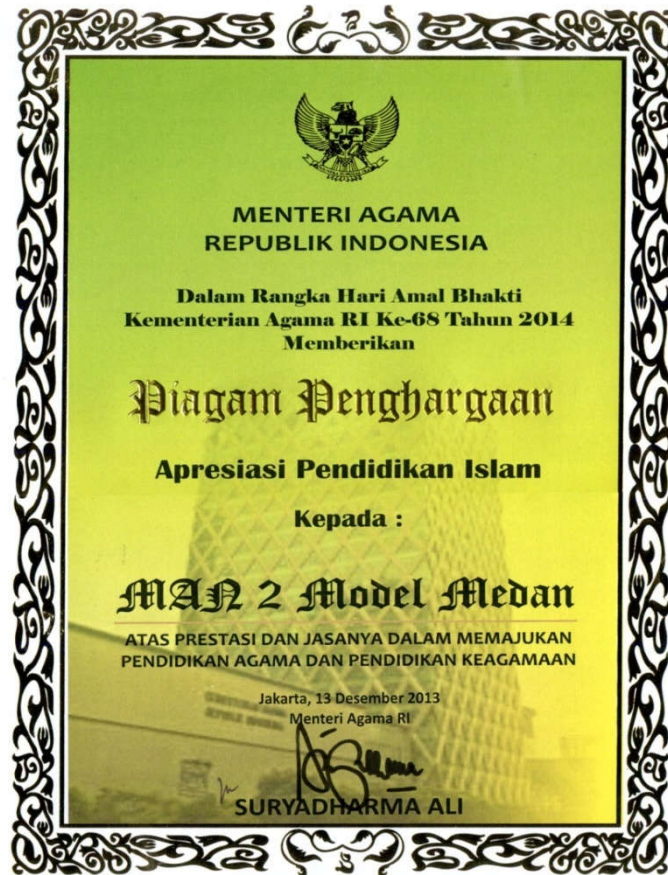 MENTERI AGAMA
REPUBLIK INDONESIA
Dalam Rangka Hari Amal Bhakti
Kementerian Agama RI Ke-68 Tahun 2014
Memberikan
Piagam Penghargaan
Apresiasi Pendidikan Islam
Kepada :
MAN 2 Model Medan
ATAS PRESTASI DAN JASANYA DALAM MEMAJUKAN
PENDIDIKAN AGAMA DAN PENDIDIKAN KEAGAMAAN
Jakarta, 13 Desember 2013
Menteri Agama RI
SURYADHARMA ALI